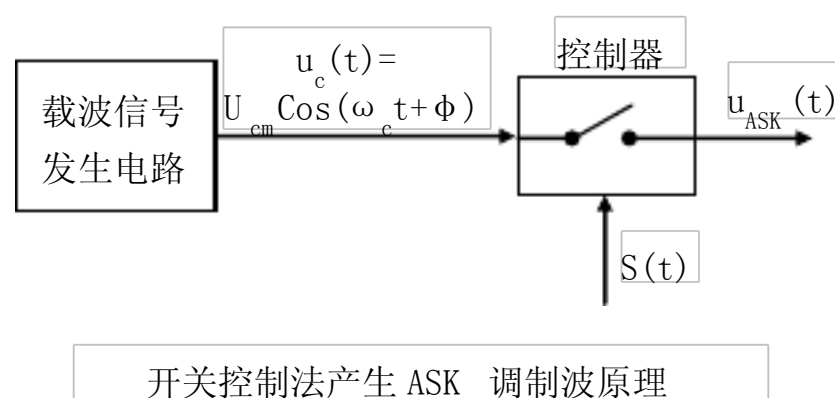 载波信号
发生电路
u_c(t)=
U_cm Cos(ω_c t+Φ)
控制器
u_ASK (t)
S(t)
开关控制法产生 ASK 调制波原理